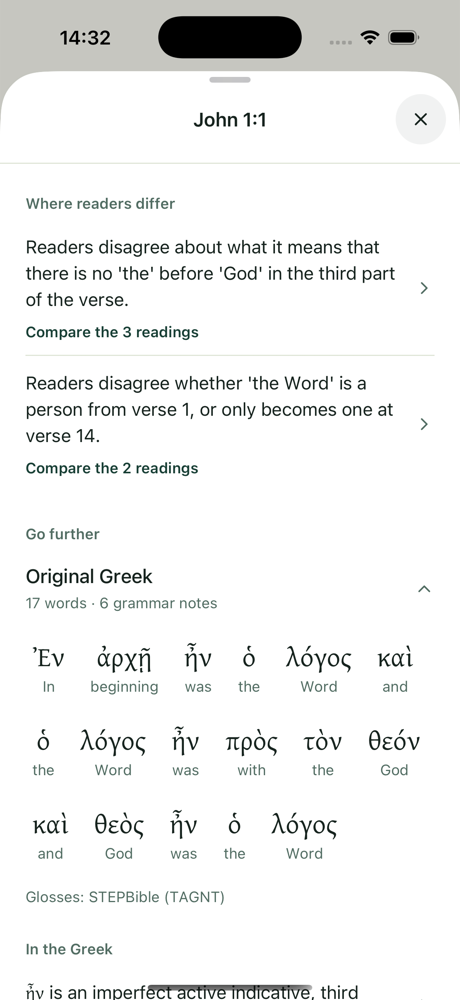 14:32
John 1:1
Where readers differ
Readers disagree about what it means that
there is no 'the' before 'God' in the third part
of the verse.
Compare the 3 readings
Readers disagree whether 'the Word' is a
person from verse 1, or only becomes one at
verse 14.
Compare the 2 readings
Go further
Original Greek
17 words · 6 grammar notes
Ἐν ἀρχῇ ἦν ὁ λόγος καὶ
In beginning was the Word and
ὁ λόγος ἦν πρὸς τὸν θεόν
the Word was with the God
καὶ θεὸς ἦν ὁ λόγος
and God was the Word
Glosses: STEPBible (TAGNT)
In the Greek
ἦν is an imperfect active indicative, third